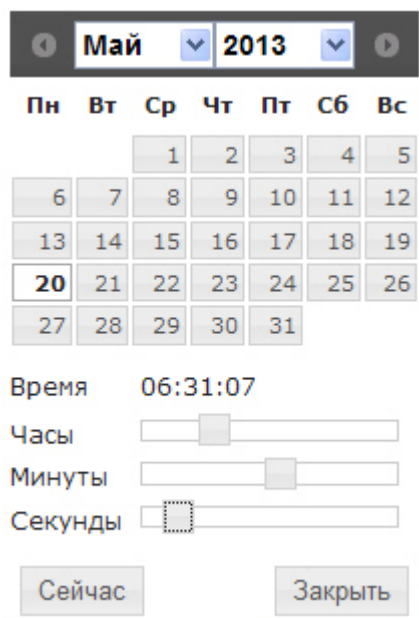 Май 2013
Пн Вт Ср Чт Пт Сб Вс
1 2 3 4 5
6 7 8 9 10 11 12
13 14 15 16 17 18 19
20 21 22 23 24 25 26
27 28 29 30 31
Время 06:31:07
Часы
Минуты
Секунды
Сейчас Закрыть